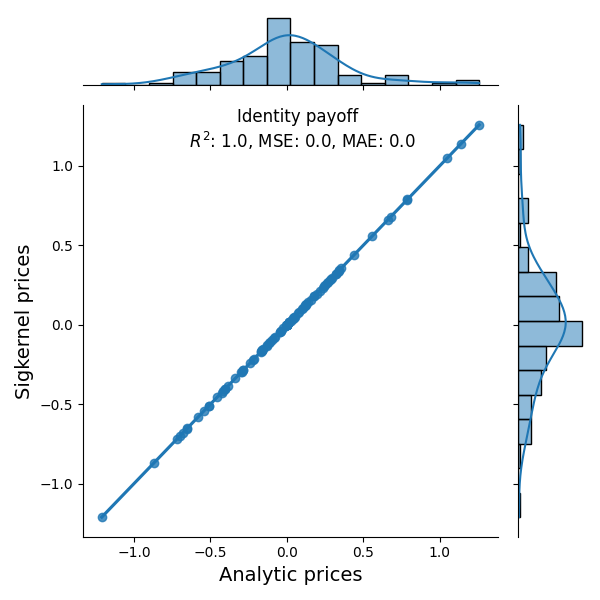 Identity payoff
R²: 1.0, MSE: 0.0, MAE: 0.0
1.0
0.5
0.0
−0.5
−1.0
Sigkernel prices
−1.0 −0.5 0.0 0.5 1.0
Analytic prices